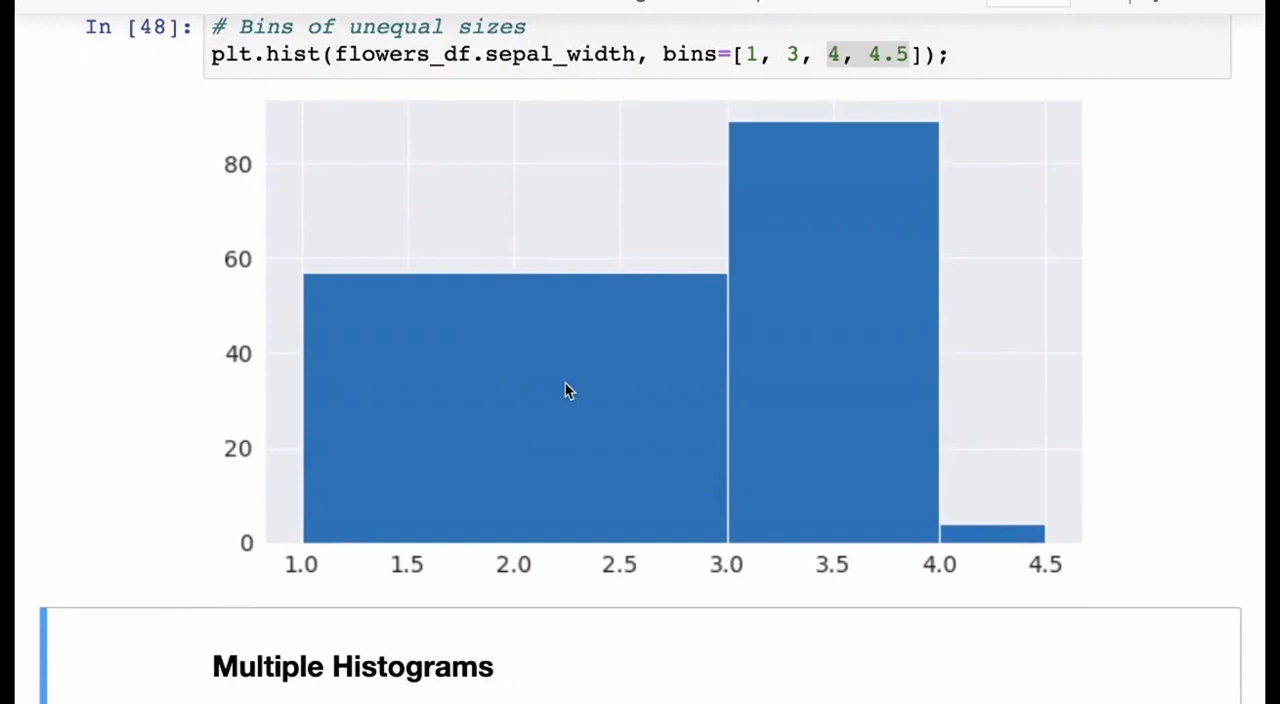 In [48]: # Bins of unequal sizes
plt.hist(flowers_df.sepal_width, bins=[1, 3, 4, 4.5]);
80
60
40
20
0
1.0 1.5 2.0 2.5 3.0 3.5 4.0 4.5
Multiple Histograms